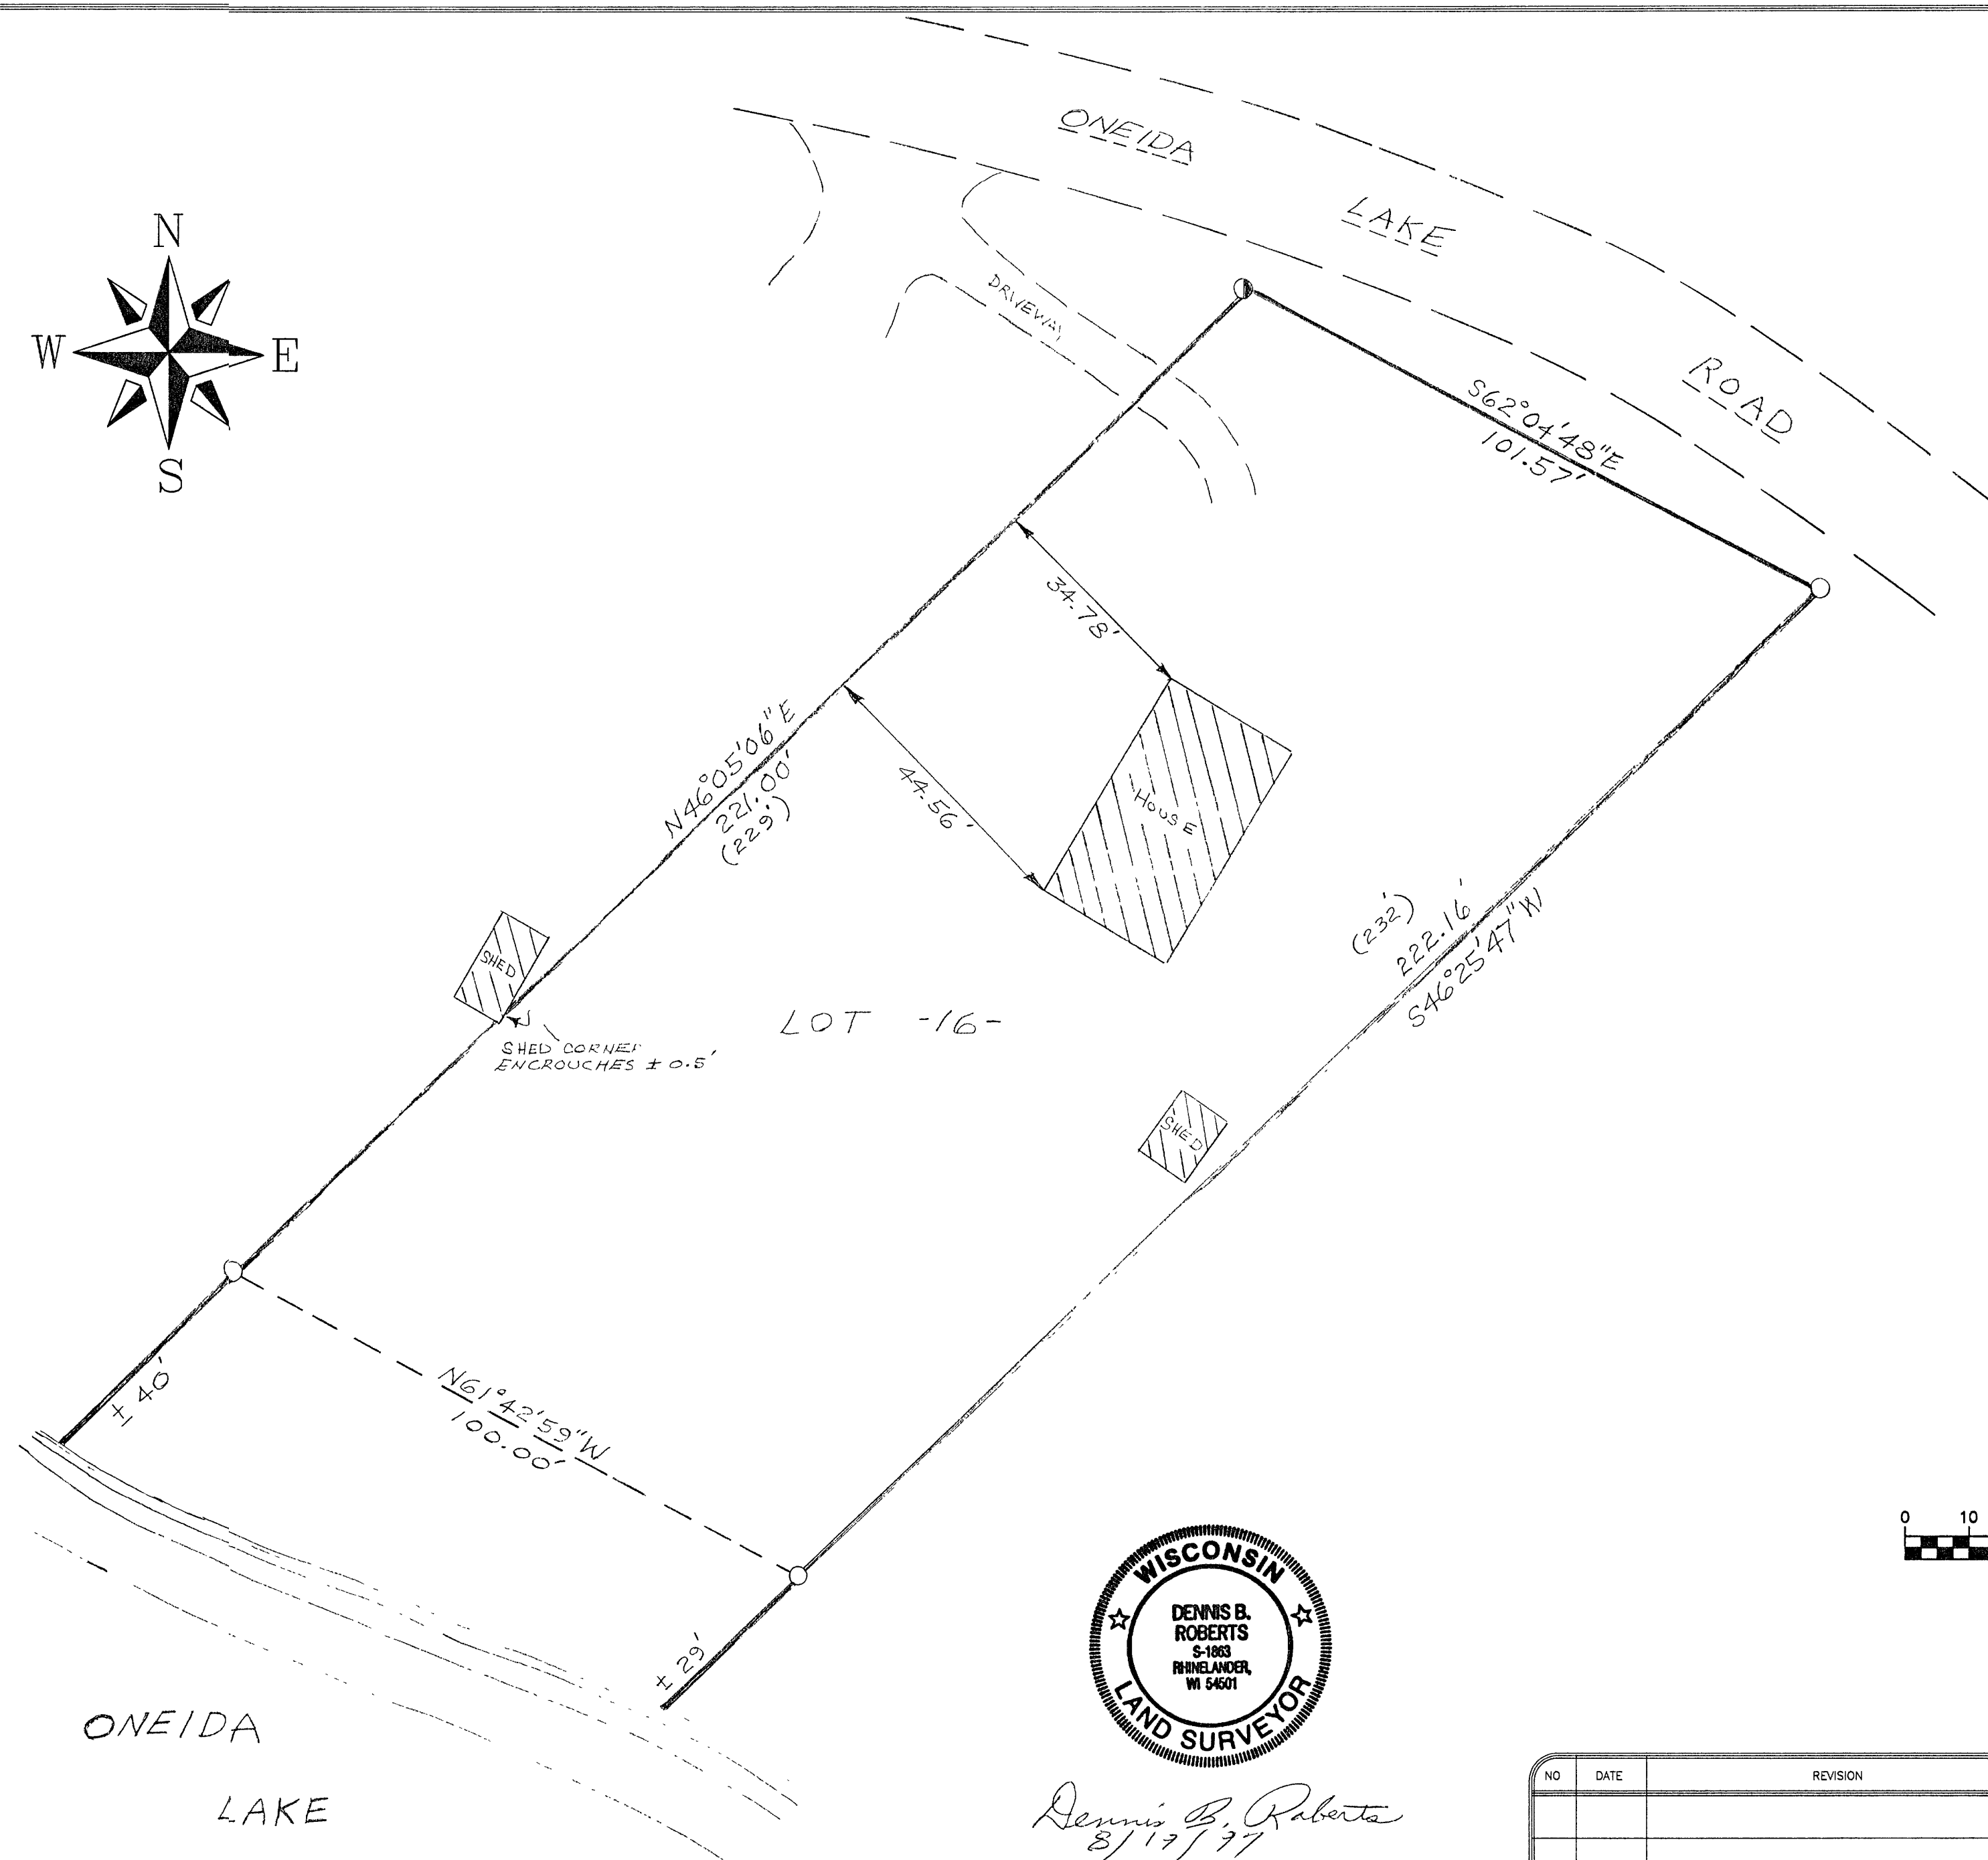 ONEIDA
LAKE
ROAD
N
W
E
S
DRIVEWAY
S62°04'48"E
101.57'
34.78'
44.56'
N46°05'06"E
221.00'
(229')
HOUSE
(232')
222.16'
S46°25'47"W
SHED
SHED CORNER
ENCROUCHES ± 0.5'
LOT -16-
SHED
± 40'
N61°42'59"W
100.00'
± 29'
ONEIDA
LAKE
0 10
WISCONSIN
DENNIS B.
ROBERTS
S-1863
RHINELANDER,
WI 54501
LAND SURVEYOR
Dennis B. Roberts
NO DATE REVISION